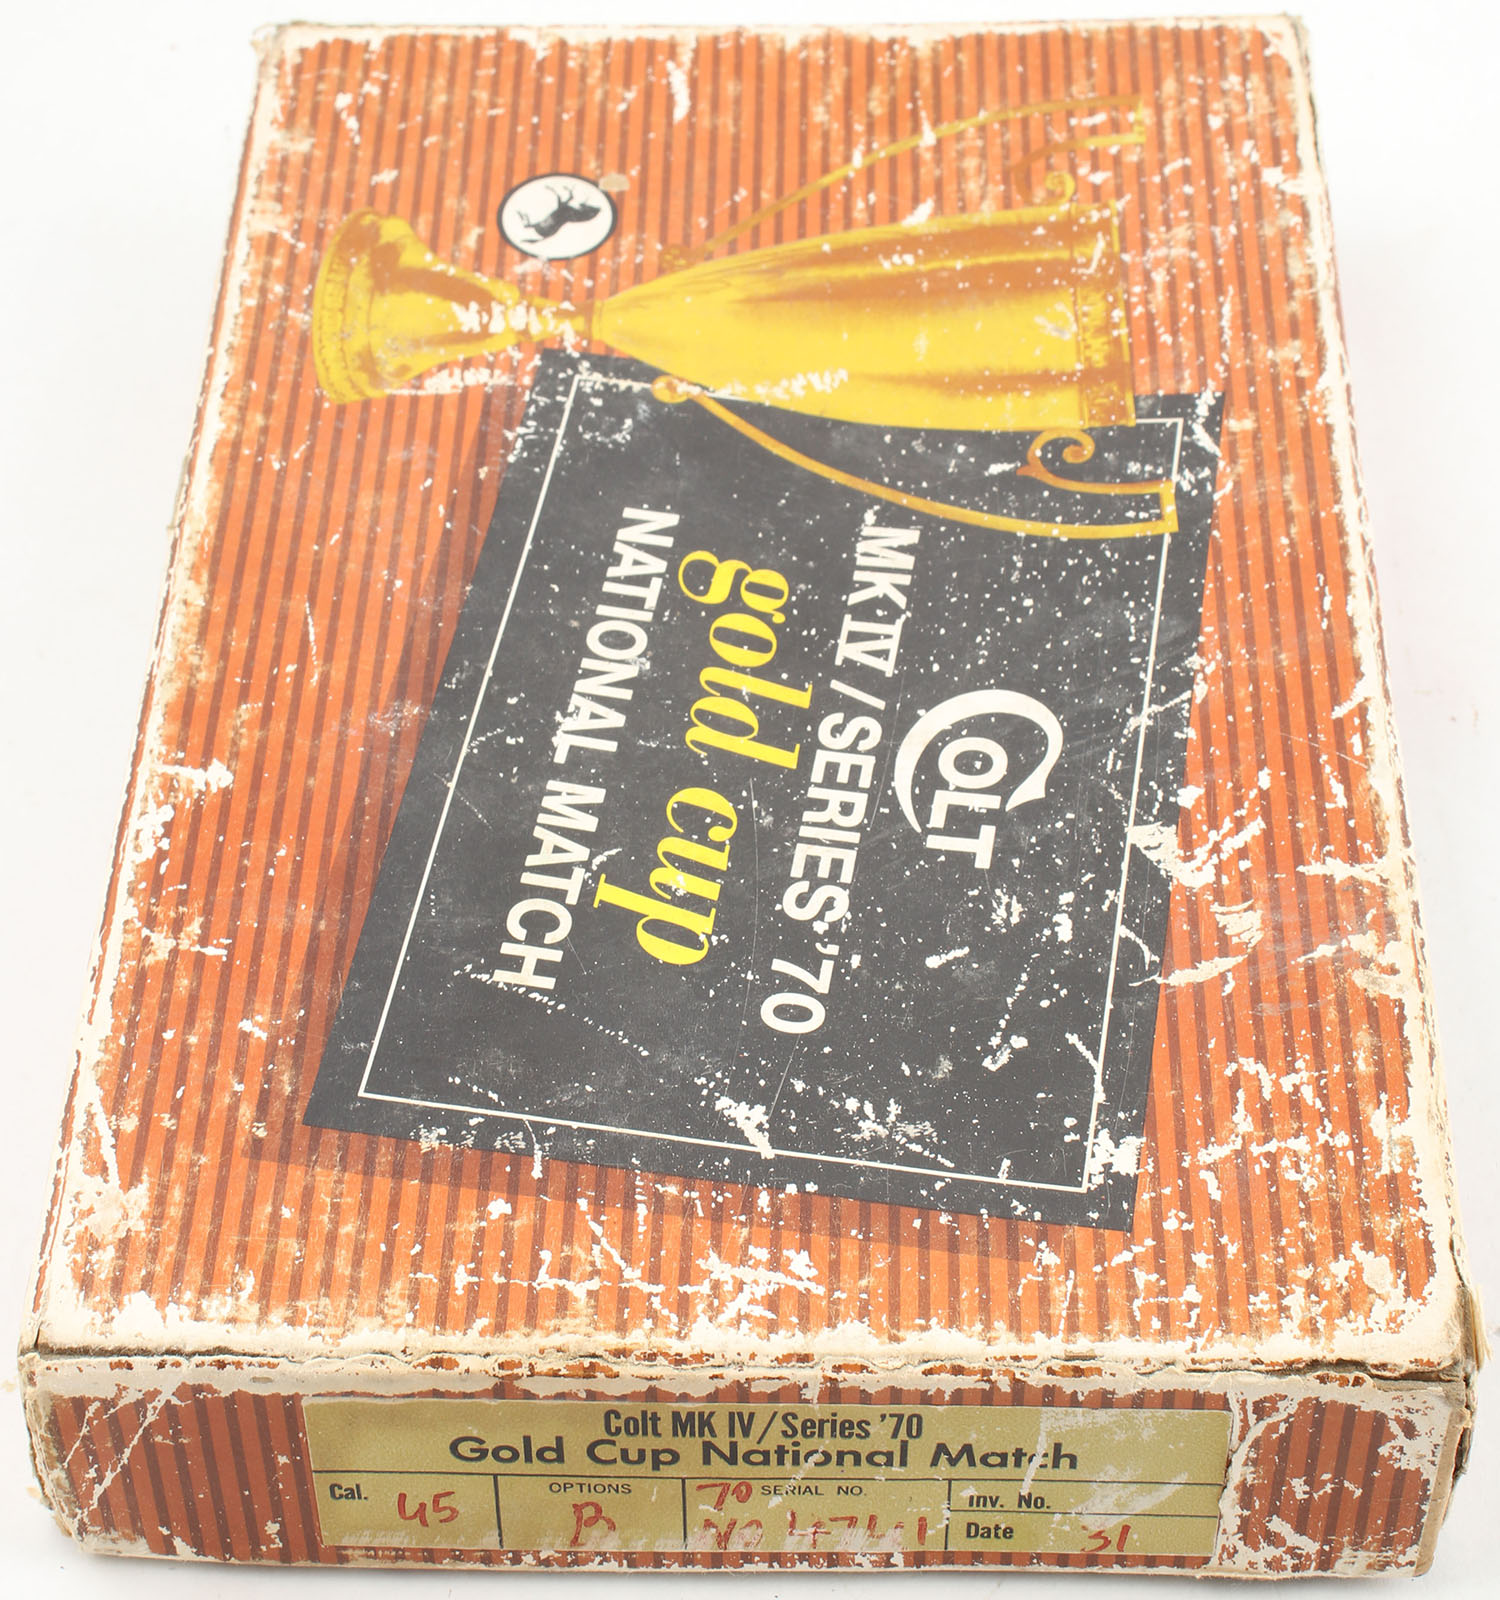 COLT
MK IV / SERIES '70
gold cup
NATIONAL MATCH
Colt MK IV/Series '70
Gold Cup National Match
Cal. 45
OPTIONS B
70 SERIAL NO.
Inv. No.
Date 31